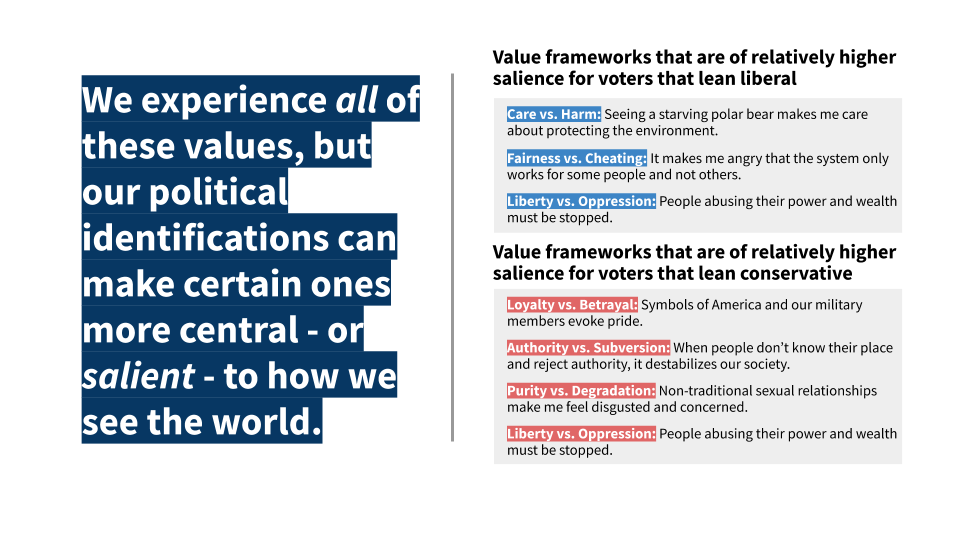 We experience all of
these values, but
our political
identifications can
make certain ones
more central - or
salient - to how we
see the world.
Value frameworks that are of relatively higher
salience for voters that lean liberal
Care vs. Harm: Seeing a starving polar bear makes me care
about protecting the environment.
Fairness vs. Cheating: It makes me angry that the system only
works for some people and not others.
Liberty vs. Oppression: People abusing their power and wealth
must be stopped.
Value frameworks that are of relatively higher
salience for voters that lean conservative
Loyalty vs. Betrayal: Symbols of America and our military
members evoke pride.
Authority vs. Subversion: When people don’t know their place
and reject authority, it destabilizes our society.
Purity vs. Degradation: Non-traditional sexual relationships
make me feel disgusted and concerned.
Liberty vs. Oppression: People abusing their power and wealth
must be stopped.